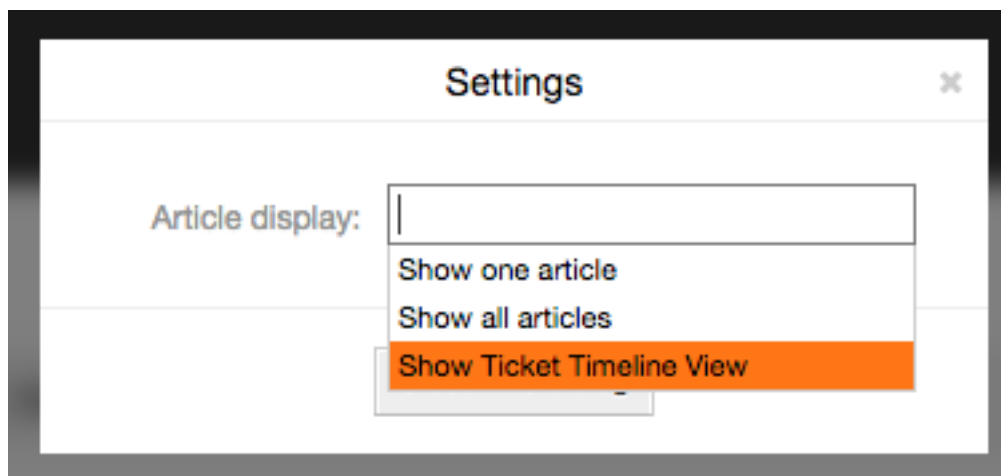 Settings
Article display:
Show one article
Show all articles
Show Ticket Timeline View